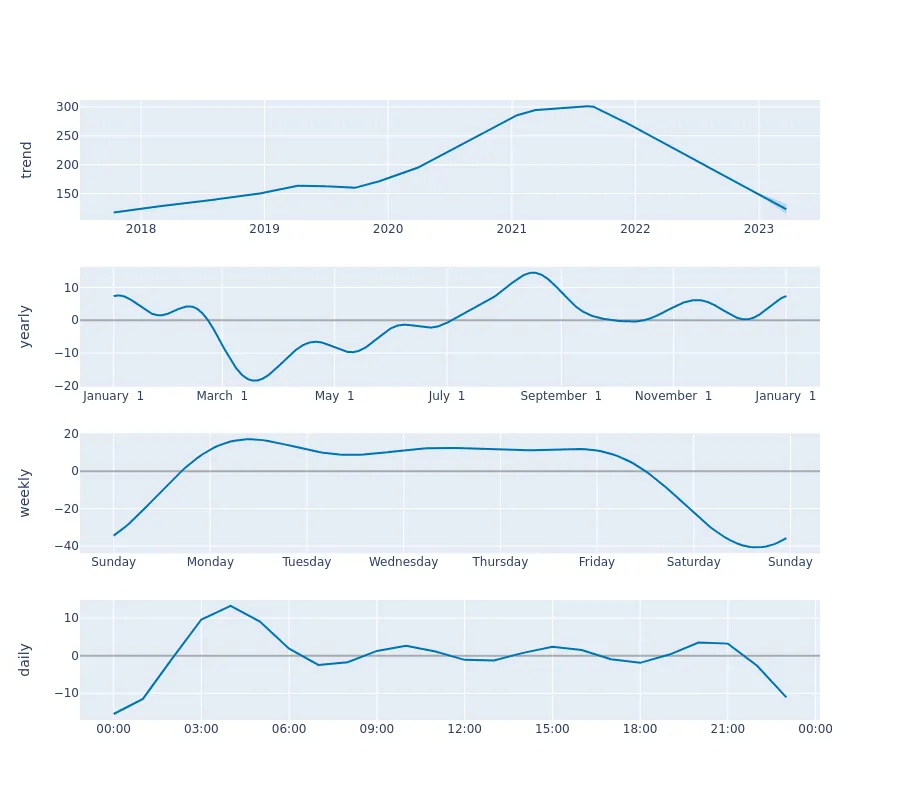 300
250
200
150
trend
2018 2019 2020 2021 2022 2023
10
0
−10
−20
yearly
January 1 March 1 May 1 July 1 September 1 November 1 January 1
20
0
−20
−40
weekly
Sunday Monday Tuesday Wednesday Thursday Friday Saturday Sunday
10
0
−10
daily
00:00 03:00 06:00 09:00 12:00 15:00 18:00 21:00 00:00